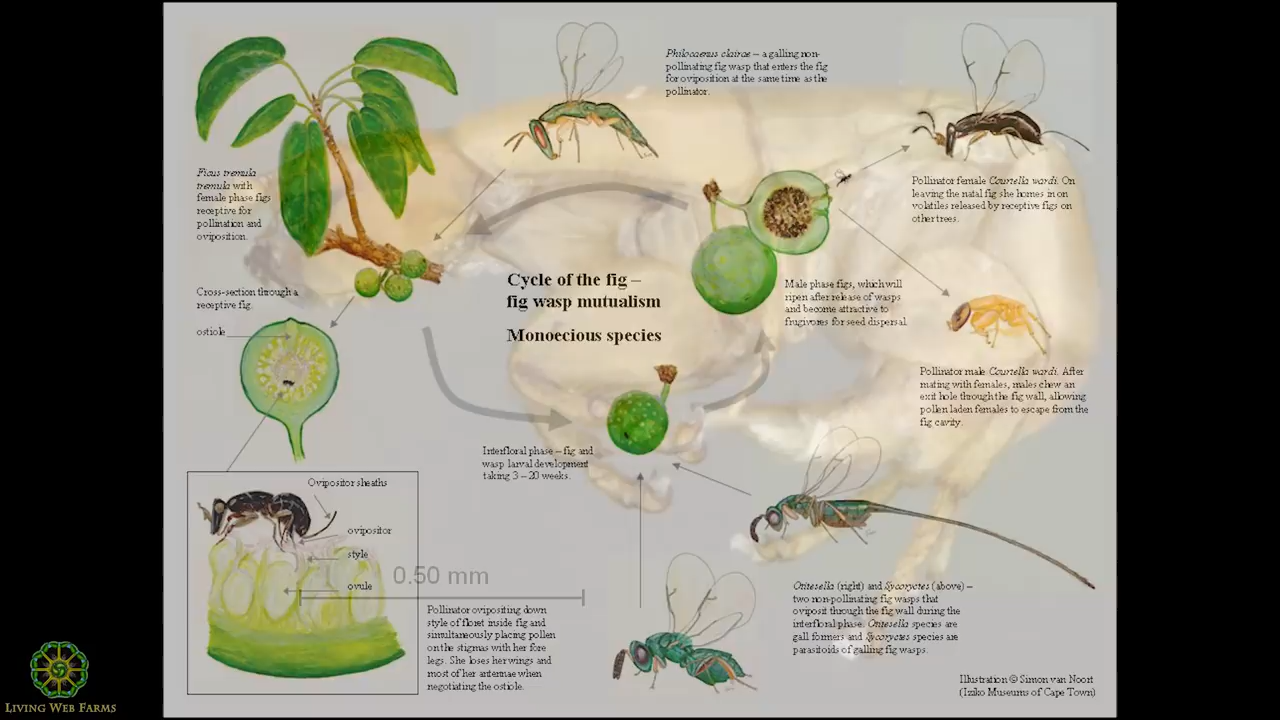 Philocaenus clairae – a galling non-
pollinating fig wasp that enters the fig
for oviposition at the same time as the
pollinator.
Ficus tremula
tremula with
female phase figs
receptive for
pollination and
oviposition.
Pollinator female Courtella wardi. On
leaving the natal fig she homes in on
volatiles released by receptive figs on
other trees.
Cycle of the fig –
fig wasp mutualism
Monoecious species
Male phase figs, which will
ripen after release of wasps
and become attractive to
frugivores for seed dispersal.
Cross-section through a
receptive fig.
ostiole
Pollinator male Courtella wardi. After
mating with females, males chew an
exit hole through the fig wall, allowing
pollen laden females to escape from the
fig cavity.
Interfloral phase – fig and
wasp larval development
taking 3 – 20 weeks.
Ovipositor sheaths
ovipositor
style
ovule
0.50 mm
Pollinator ovipositing down
style of floret inside fig and
simultaneously placing pollen
on the stigmas with her fore
legs. She loses her wings and
most of her antennae when
negotiating the ostiole.
Otitesella (right) and Sycoryctes (above) –
two non-pollinating fig wasps that
oviposit through the fig wall during the
interfloral phase. Otitesella species are
gall formers and Sycoryctes species are
parasitoids of galling fig wasps.
Illustration © Simon van Noort
(Iziko Museums of Cape Town)
LIVING WEB FARMS